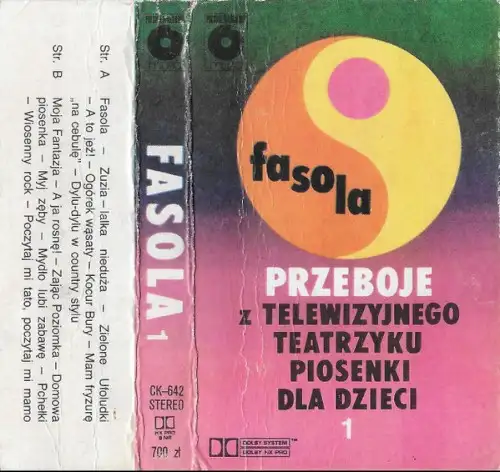 Str. A Fasola – Zuzia – lalka nieduża – Zielone Ufoludki
– A to jeż! – Ogórek wąsaty – Kocur Bury – Mam fryzurę
„na cebulę” – Dylu-dylu w country stylu
Str. B Moja Fantazja – A ja rosnę! – Zając Poziomka – Domowa
piosenka – Myj zęby – Mydło lubi zabawę – Pchełki
– Wiosenny rock – Poczytaj mi tato, poczytaj mi mamo
FASOLA 1
CK-642
STEREO
HX PRO
B NR
700 zł
fasola
PRZEBOJE
z TELEWIZYJNEGO
TEATRZYKU
PIOSENKI
DLA DZIECI
1
DOLBY SYSTEM
DOLBY HX PRO